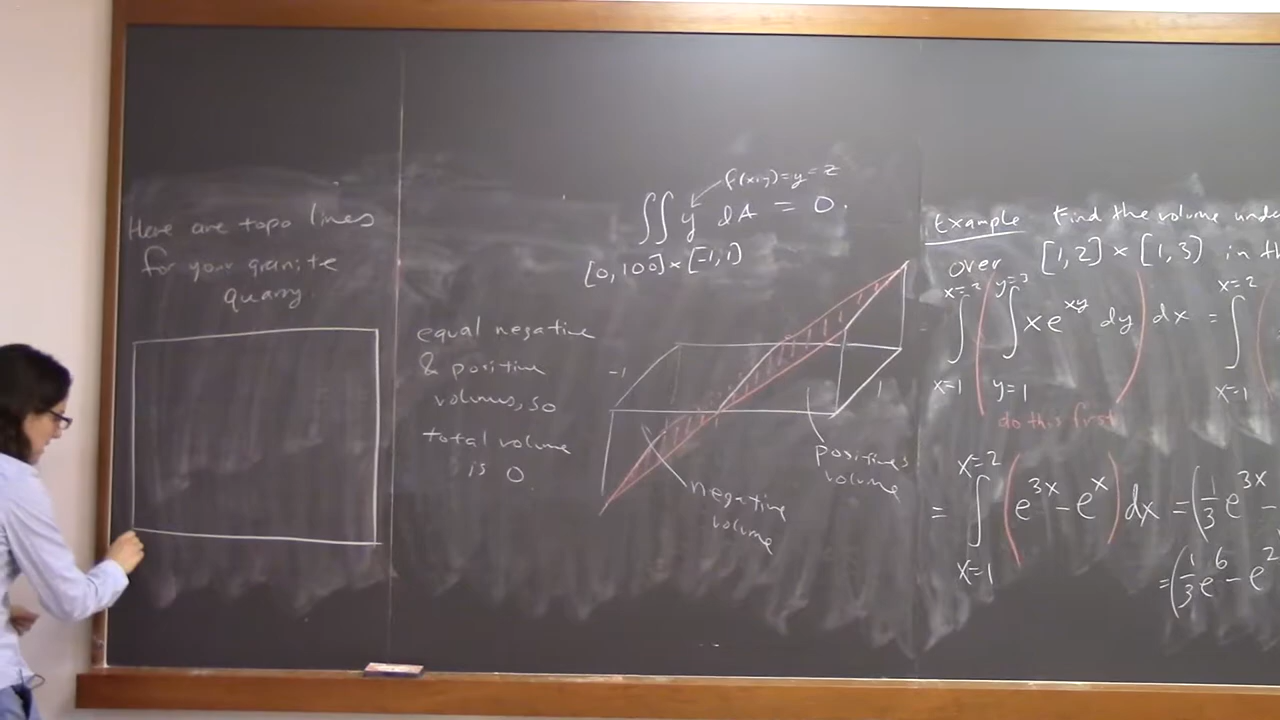 Here are topo lines
for your granite
quarry.
f(x,y)=y=z
∬ y dA = 0.
[0,100]×[-1,1]
equal negative
& positive
volumes, so
total volume
is 0.
-1
1
positive
volume
negative
volume
Example Find the volume unde
over [1,2]×[1,3] in th
x=2 y=3 x=2
∫ ( ∫ x e^{xy} dy ) dx = ∫ (
x=1 y=1 x=1
do this first
x=2
= ∫ ( e^{3x} - e^x ) dx = ( 1/3 e^{3x} -
x=1
= ( 1/3 e^6 - e^2